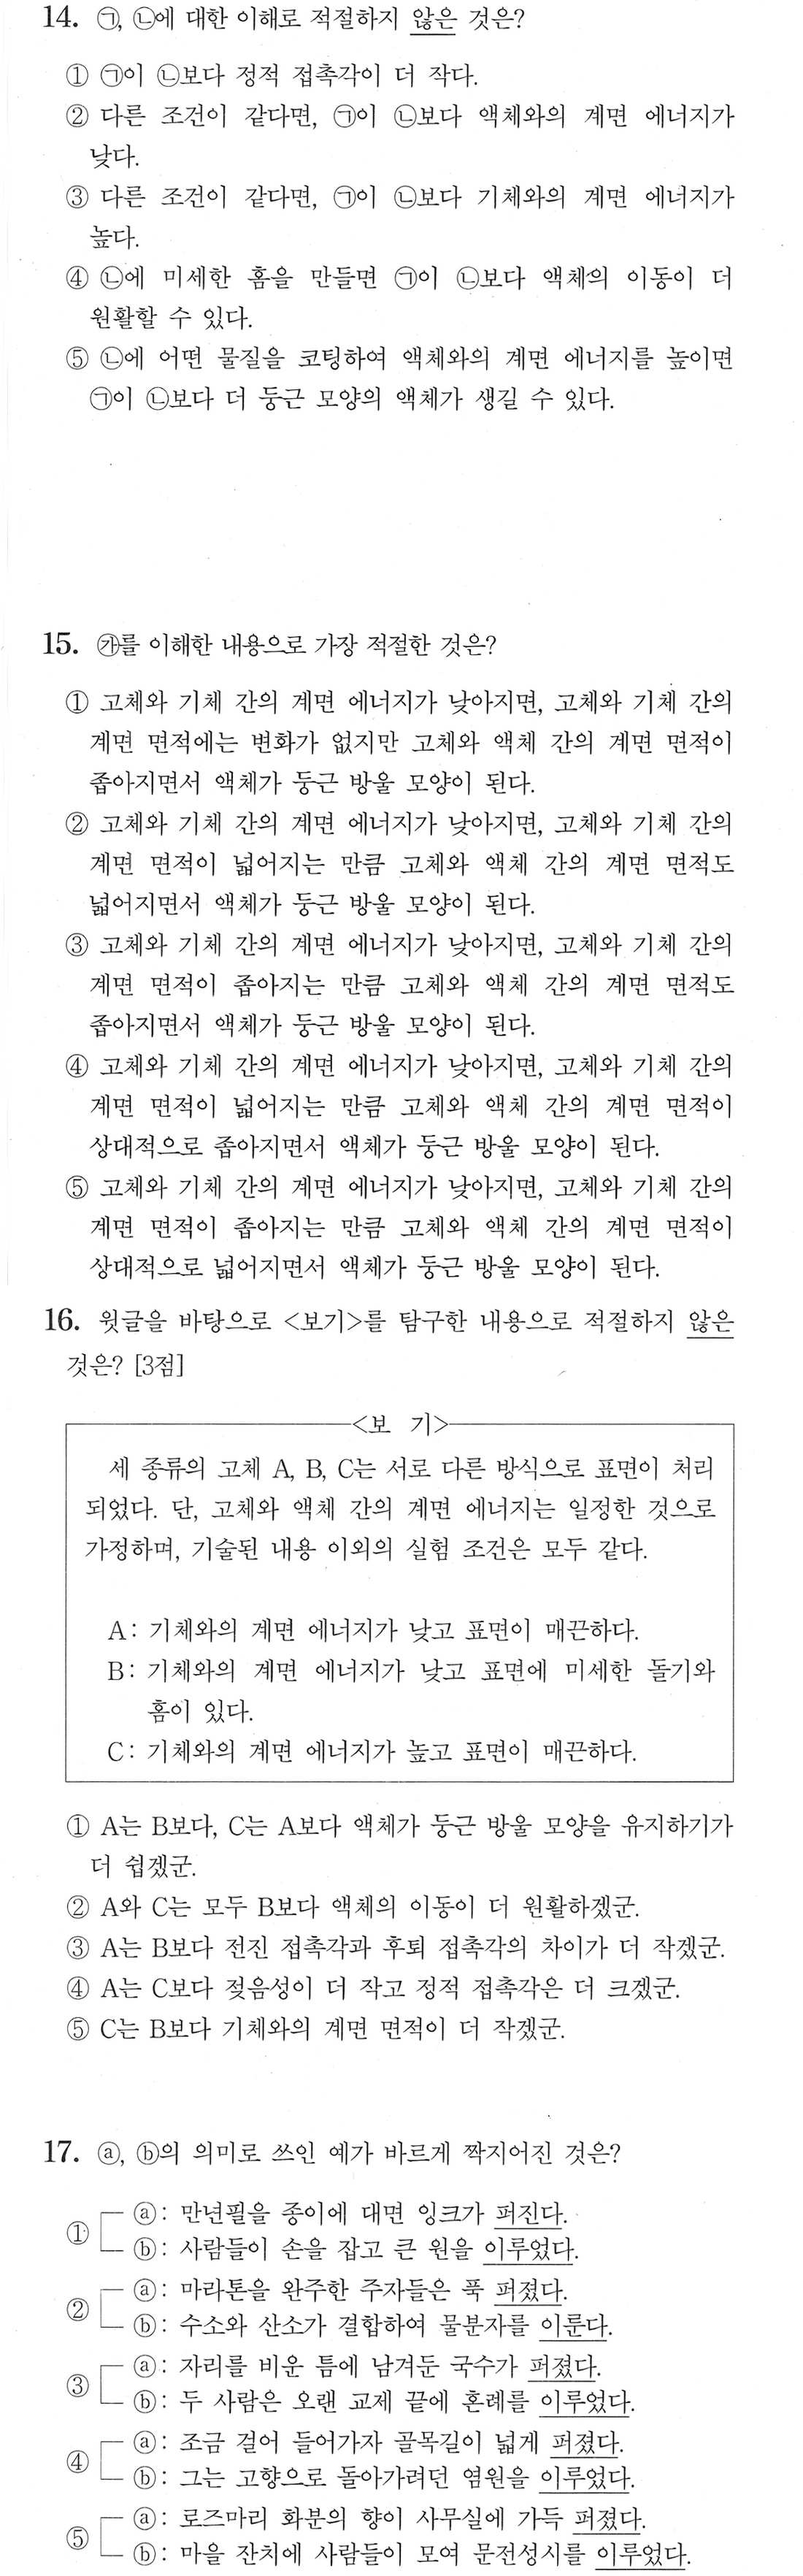 14. ㉠, ㉡에 대한 이해로 적절하지 않은 것은?
① ㉠이 ㉡보다 정적 접촉각이 더 작다.
② 다른 조건이 같다면, ㉠이 ㉡보다 액체와의 계면 에너지가
낮다.
③ 다른 조건이 같다면, ㉠이 ㉡보다 기체와의 계면 에너지가
높다.
④ ㉡에 미세한 홈을 만들면 ㉠이 ㉡보다 액체의 이동이 더
원활할 수 있다.
⑤ ㉡에 어떤 물질을 코팅하여 액체와의 계면 에너지를 높이면
㉠이 ㉡보다 더 둥근 모양의 액체가 생길 수 있다.
15. ㉮를 이해한 내용으로 가장 적절한 것은?
① 고체와 기체 간의 계면 에너지가 낮아지면, 고체와 기체 간의
계면 면적에는 변화가 없지만 고체와 액체 간의 계면 면적이
좁아지면서 액체가 둥근 방울 모양이 된다.
② 고체와 기체 간의 계면 에너지가 낮아지면, 고체와 기체 간의
계면 면적이 넓어지는 만큼 고체와 액체 간의 계면 면적도
넓어지면서 액체가 둥근 방울 모양이 된다.
③ 고체와 기체 간의 계면 에너지가 낮아지면, 고체와 기체 간의
계면 면적이 좁아지는 만큼 고체와 액체 간의 계면 면적도
좁아지면서 액체가 둥근 방울 모양이 된다.
④ 고체와 기체 간의 계면 에너지가 낮아지면, 고체와 기체 간의
계면 면적이 넓어지는 만큼 고체와 액체 간의 계면 면적이
상대적으로 좁아지면서 액체가 둥근 방울 모양이 된다.
⑤ 고체와 기체 간의 계면 에너지가 낮아지면, 고체와 기체 간의
계면 면적이 좁아지는 만큼 고체와 액체 간의 계면 면적이
상대적으로 넓어지면서 액체가 둥근 방울 모양이 된다.
16. 윗글을 바탕으로 <보기>를 탐구한 내용으로 적절하지 않은
것은? [3점]
<보 기>
세 종류의 고체 A, B, C는 서로 다른 방식으로 표면이 처리
되었다. 단, 고체와 액체 간의 계면 에너지는 일정한 것으로
가정하며, 기술된 내용 이외의 실험 조건은 모두 같다.
A: 기체와의 계면 에너지가 낮고 표면이 매끈하다.
B: 기체와의 계면 에너지가 낮고 표면에 미세한 돌기와
홈이 있다.
C: 기체와의 계면 에너지가 높고 표면이 매끈하다.
① A는 B보다, C는 A보다 액체가 둥근 방울 모양을 유지하기가
더 쉽겠군.
② A와 C는 모두 B보다 액체의 이동이 더 원활하겠군.
③ A는 B보다 전진 접촉각과 후퇴 접촉각의 차이가 더 작겠군.
④ A는 C보다 젖음성이 더 작고 정적 접촉각은 더 크겠군.
⑤ C는 B보다 기체와의 계면 면적이 더 작겠군.
17. ⓐ, ⓑ의 의미로 쓰인 예가 바르게 짝지어진 것은?
① ⓐ: 만년필을 종이에 대면 잉크가 퍼진다.
ⓑ: 사람들이 손을 잡고 큰 원을 이루었다.
② ⓐ: 마라톤을 완주한 주자들은 푹 퍼졌다.
ⓑ: 수소와 산소가 결합하여 물분자를 이룬다.
③ ⓐ: 자리를 비운 틈에 남겨둔 국수가 퍼졌다.
ⓑ: 두 사람은 오랜 교제 끝에 혼례를 이루었다.
④ ⓐ: 조금 걸어 들어가자 골목길이 넓게 퍼졌다.
ⓑ: 그는 고향으로 돌아가려던 염원을 이루었다.
⑤ ⓐ: 로즈마리 화분의 향이 사무실에 가득 퍼졌다.
ⓑ: 마을 잔치에 사람들이 모여 문전성시를 이루었다.